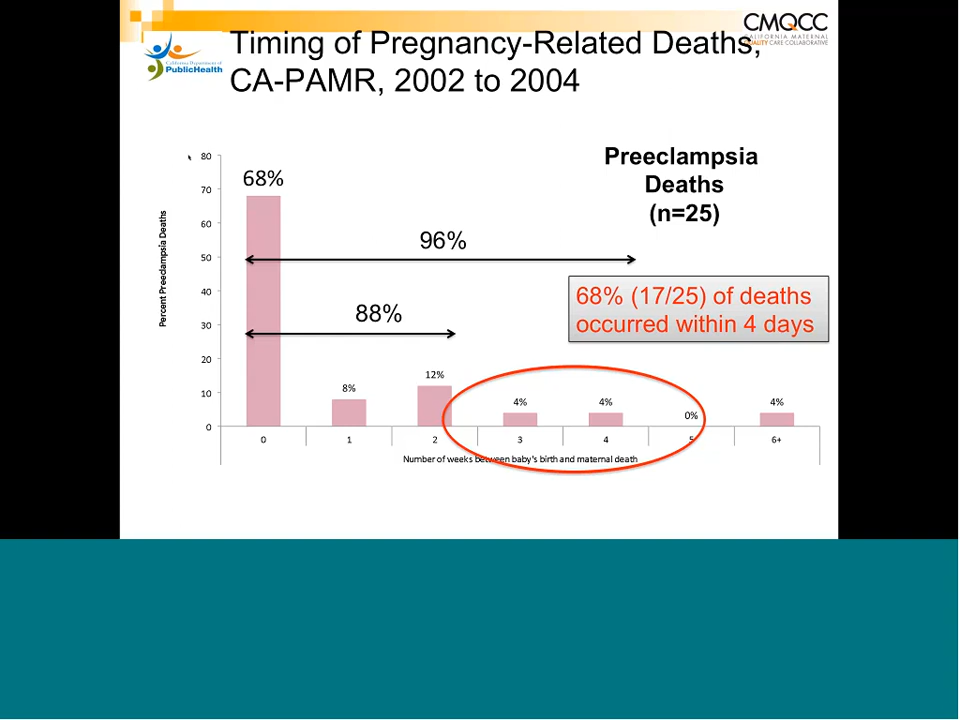 CMQCC
CALIFORNIA MATERNAL
QUALITY CARE COLLABORATIVE
California Department of
PublicHealth
Timing of Pregnancy-Related Deaths,
CA-PAMR, 2002 to 2004
Preeclampsia
Deaths
(n=25)
68% (17/25) of deaths
occurred within 4 days
Percent Preeclampsia Deaths
80
70
60
50
40
30
20
10
0
68%
96%
88%
8%
12%
4%
4%
0%
4%
0 1 2 3 4 5 6+
Number of weeks between baby's birth and maternal death